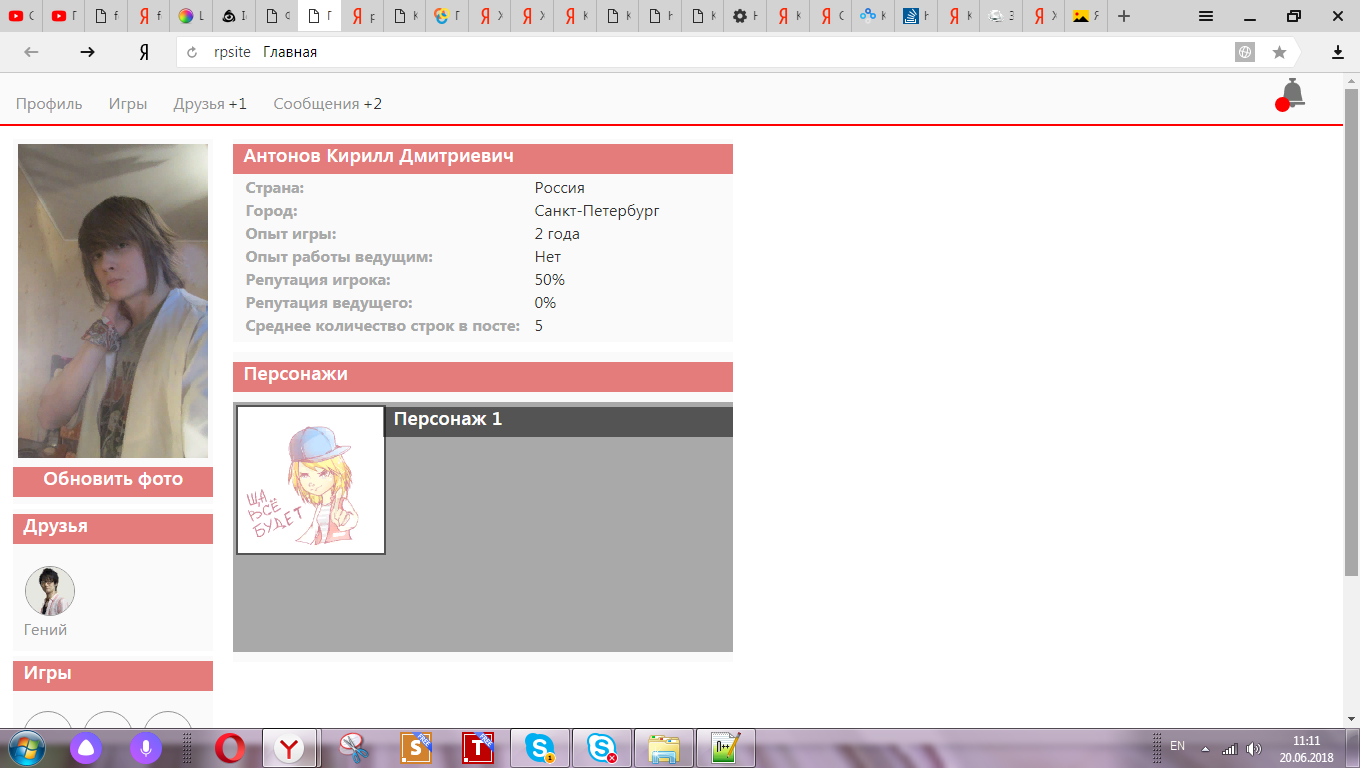 rpsite Главная
Профиль Игры Друзья +1 Сообщения +2
Антонов Кирилл Дмитриевич
Страна: Россия
Город: Санкт-Петербург
Опыт игры: 2 года
Опыт работы ведущим: Нет
Репутация игрока: 50%
Репутация ведущего: 0%
Среднее количество строк в посте: 5
Обновить фото
Друзья
Гений
Игры
Персонажи
Персонаж 1
ЩА
ВСЁ
БУДЕТ
EN
11:11
20.06.2018